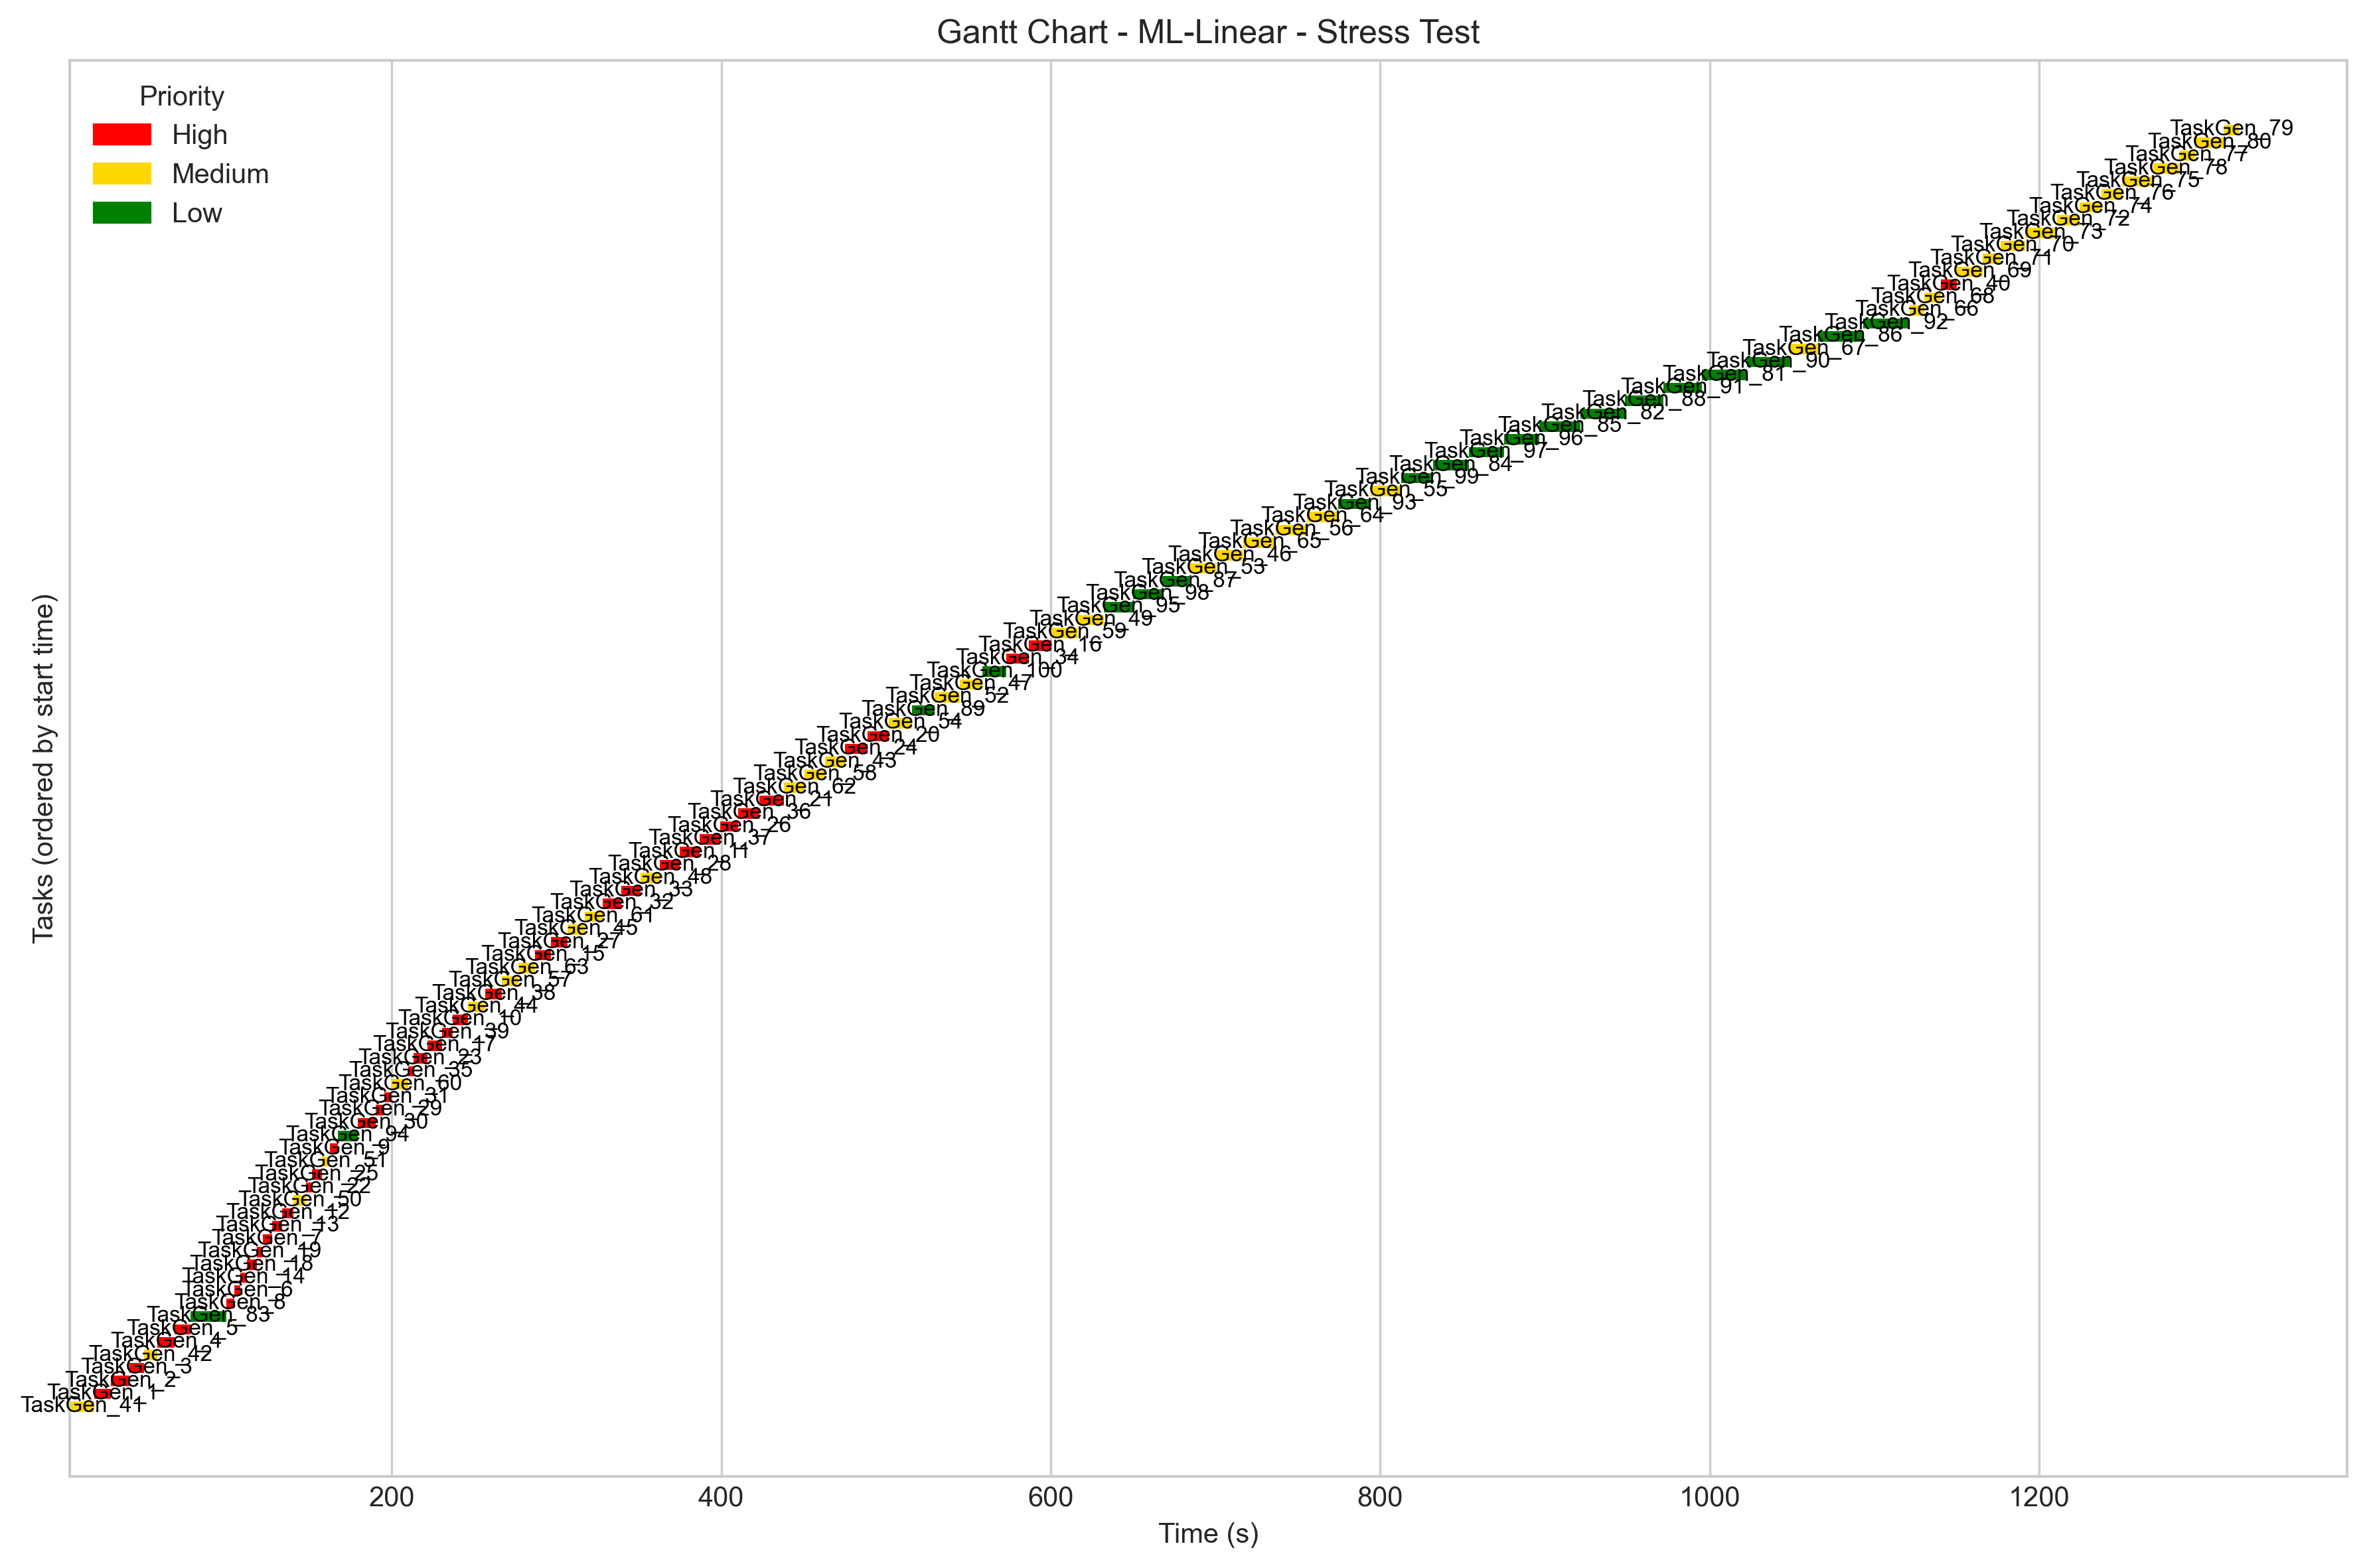 Gantt Chart - ML-Linear - Stress Test
Priority
High
Medium
Low
TaskGen_79
TaskGen_80
TaskGen_77
TaskGen_78
TaskGen_75
TaskGen_76
TaskGen_74
TaskGen_72
TaskGen_73
TaskGen_70
TaskGen_71
TaskGen_69
TaskGen_40
TaskGen_68
TaskGen_66
TaskGen_92
TaskGen_86
TaskGen_67
TaskGen_90
TaskGen_81
TaskGen_91
TaskGen_88
TaskGen_82
TaskGen_85
TaskGen_96
TaskGen_97
TaskGen_84
TaskGen_99
TaskGen_55
TaskGen_93
TaskGen_64
TaskGen_56
TaskGen_65
TaskGen_46
TaskGen_53
TaskGen_87
TaskGen_98
TaskGen_95
TaskGen_49
TaskGen_59
TaskGen_16
TaskGen_34
TaskGen_100
TaskGen_47
TaskGen_52
TaskGen_89
TaskGen_54
TaskGen_20
TaskGen_24
TaskGen_43
TaskGen_58
TaskGen_62
TaskGen_21
TaskGen_36
TaskGen_26
TaskGen_37
TaskGen_11
TaskGen_28
TaskGen_48
TaskGen_33
TaskGen_32
TaskGen_61
TaskGen_45
TaskGen_27
TaskGen_15
TaskGen_63
TaskGen_57
TaskGen_38
TaskGen_44
TaskGen_10
TaskGen_39
TaskGen_17
TaskGen_23
TaskGen_35
TaskGen_60
TaskGen_31
TaskGen_29
TaskGen_30
TaskGen_94
TaskGen_9
TaskGen_51
TaskGen_25
TaskGen_22
TaskGen_50
TaskGen_12
TaskGen_13
TaskGen_7
TaskGen_19
TaskGen_18
TaskGen_14
TaskGen_6
TaskGen_8
TaskGen_83
TaskGen_5
TaskGen_4
TaskGen_42
TaskGen_3
TaskGen_2
TaskGen_1
TaskGen_41
Tasks (ordered by start time)
200 400 600 800 1000 1200
Time (s)